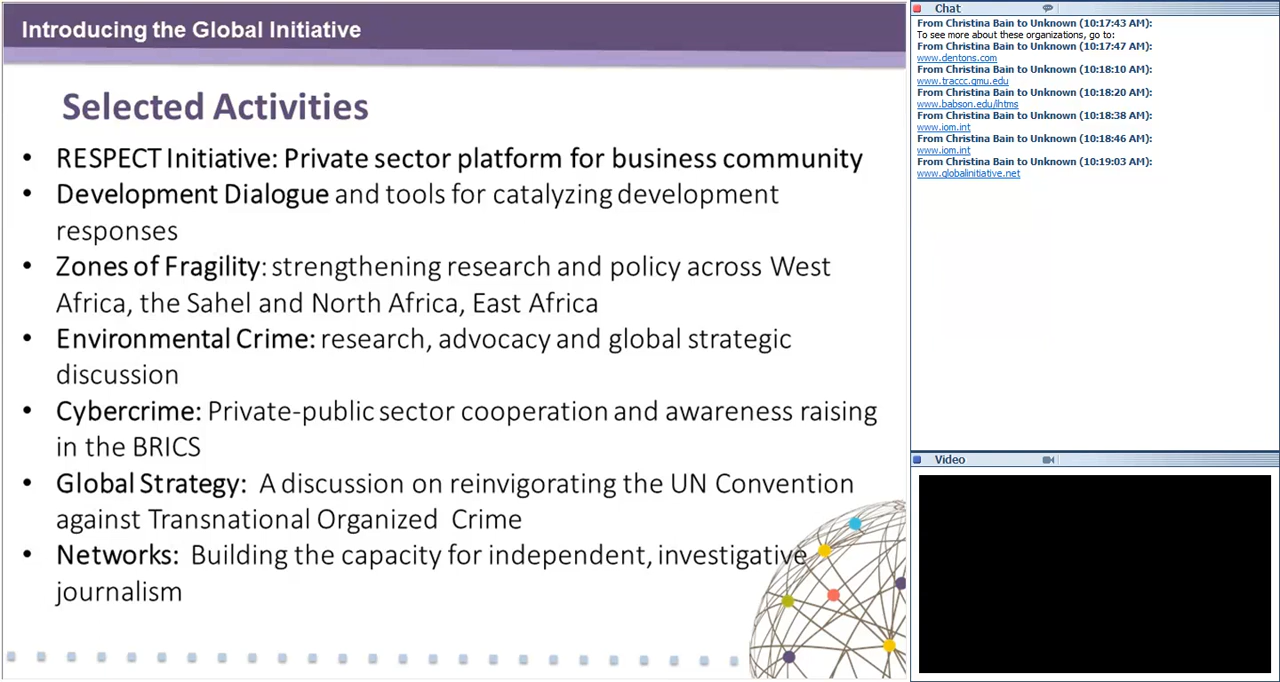 Introducing the Global Initiative
Selected Activities
• RESPECT Initiative: Private sector platform for business community
• Development Dialogue and tools for catalyzing development
responses
• Zones of Fragility: strengthening research and policy across West
Africa, the Sahel and North Africa, East Africa
• Environmental Crime: research, advocacy and global strategic
discussion
• Cybercrime: Private-public sector cooperation and awareness raising
in the BRICS
• Global Strategy: A discussion on reinvigorating the UN Convention
against Transnational Organized Crime
• Networks: Building the capacity for independent, investigative
journalism
Chat
From Christina Bain to Unknown (10:17:43 AM):
To see more about these organizations, go to:
From Christina Bain to Unknown (10:17:47 AM):
www.dentons.com
From Christina Bain to Unknown (10:18:10 AM):
www.traccc.gmu.edu
From Christina Bain to Unknown (10:18:20 AM):
www.babson.edu/lhtms
From Christina Bain to Unknown (10:18:38 AM):
www.iom.int
From Christina Bain to Unknown (10:18:46 AM):
www.iom.int
From Christina Bain to Unknown (10:19:03 AM):
www.globalinitiative.net
Video